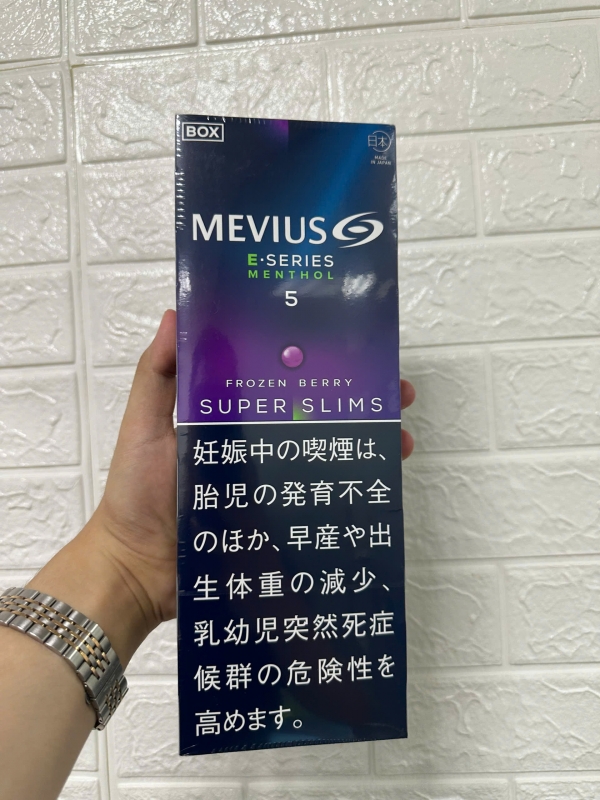 BOX
日本
MADE
IN JAPAN
MEVIUS
E·SERIES
MENTHOL
5
FROZEN BERRY
SUPER SLIMS
妊娠中の喫煙は、
胎児の発育不全
のほか、早産や出
生体重の減少、
乳幼児突然死症
候群の危険性を
高めます。